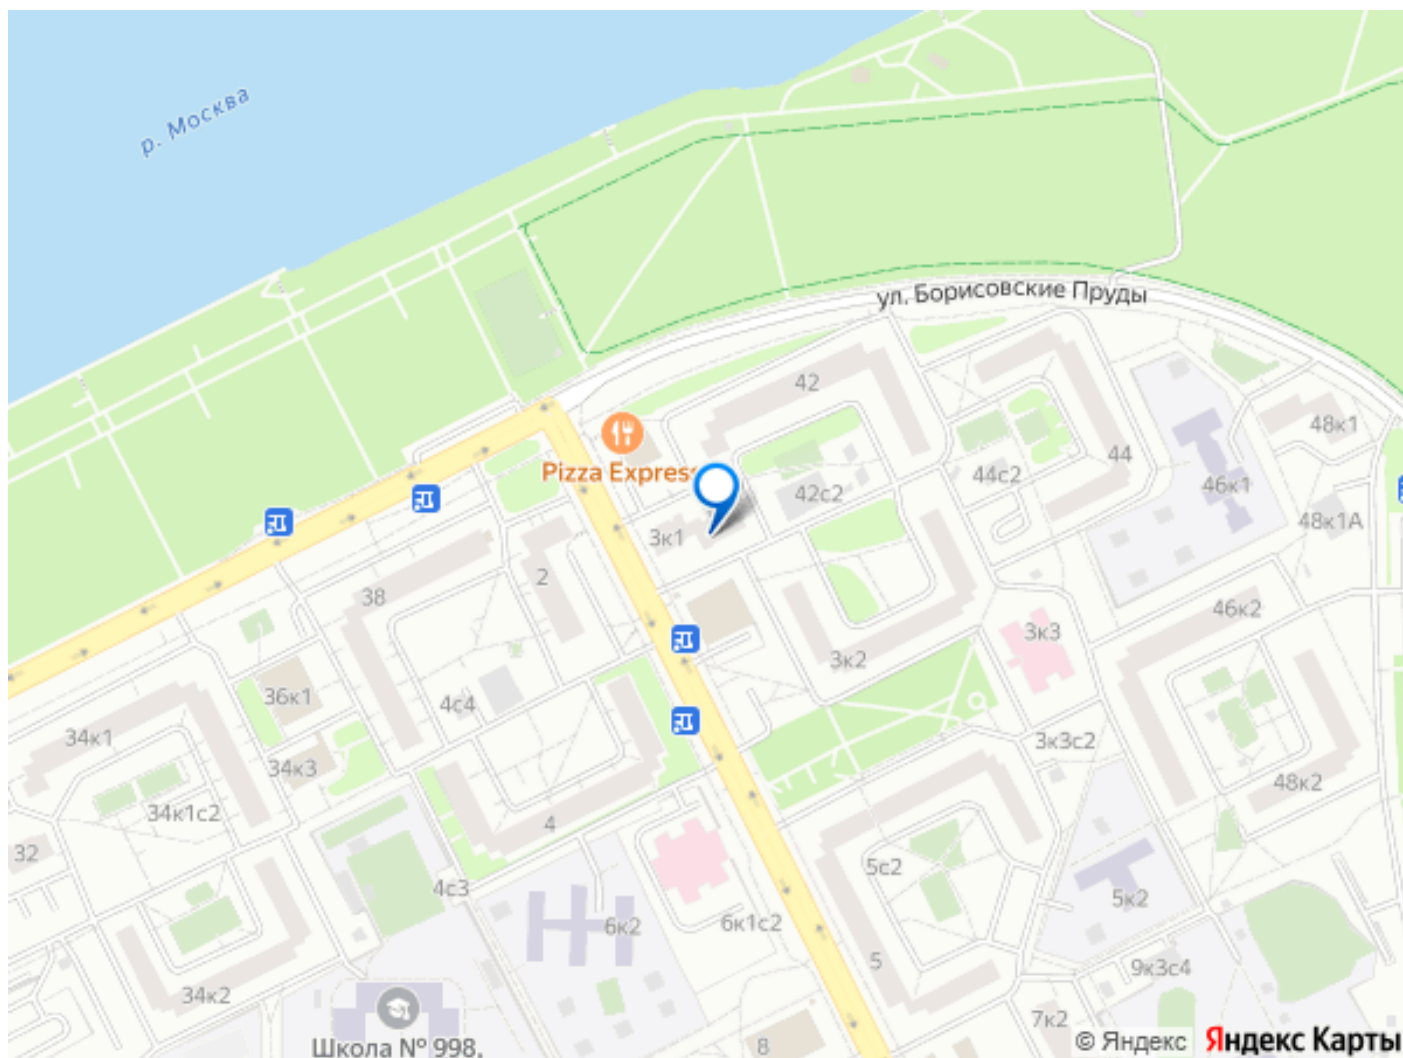 р. Москва
ул. Борисовские Пруды
42
Pizza Express
48к1
44
44с2
42с2
46к1
48к1А
3к1
2
38
46к2
3к3
3к2
36к1
4с4
34к1
3к3с2
34к3
48к2
34к1с2
4
32
5с2
4с3
5к2
6к2
6к1с2
5
9к3с4
34к2
7к2
Школа № 998,
8
© Яндекс Яндекс Карты